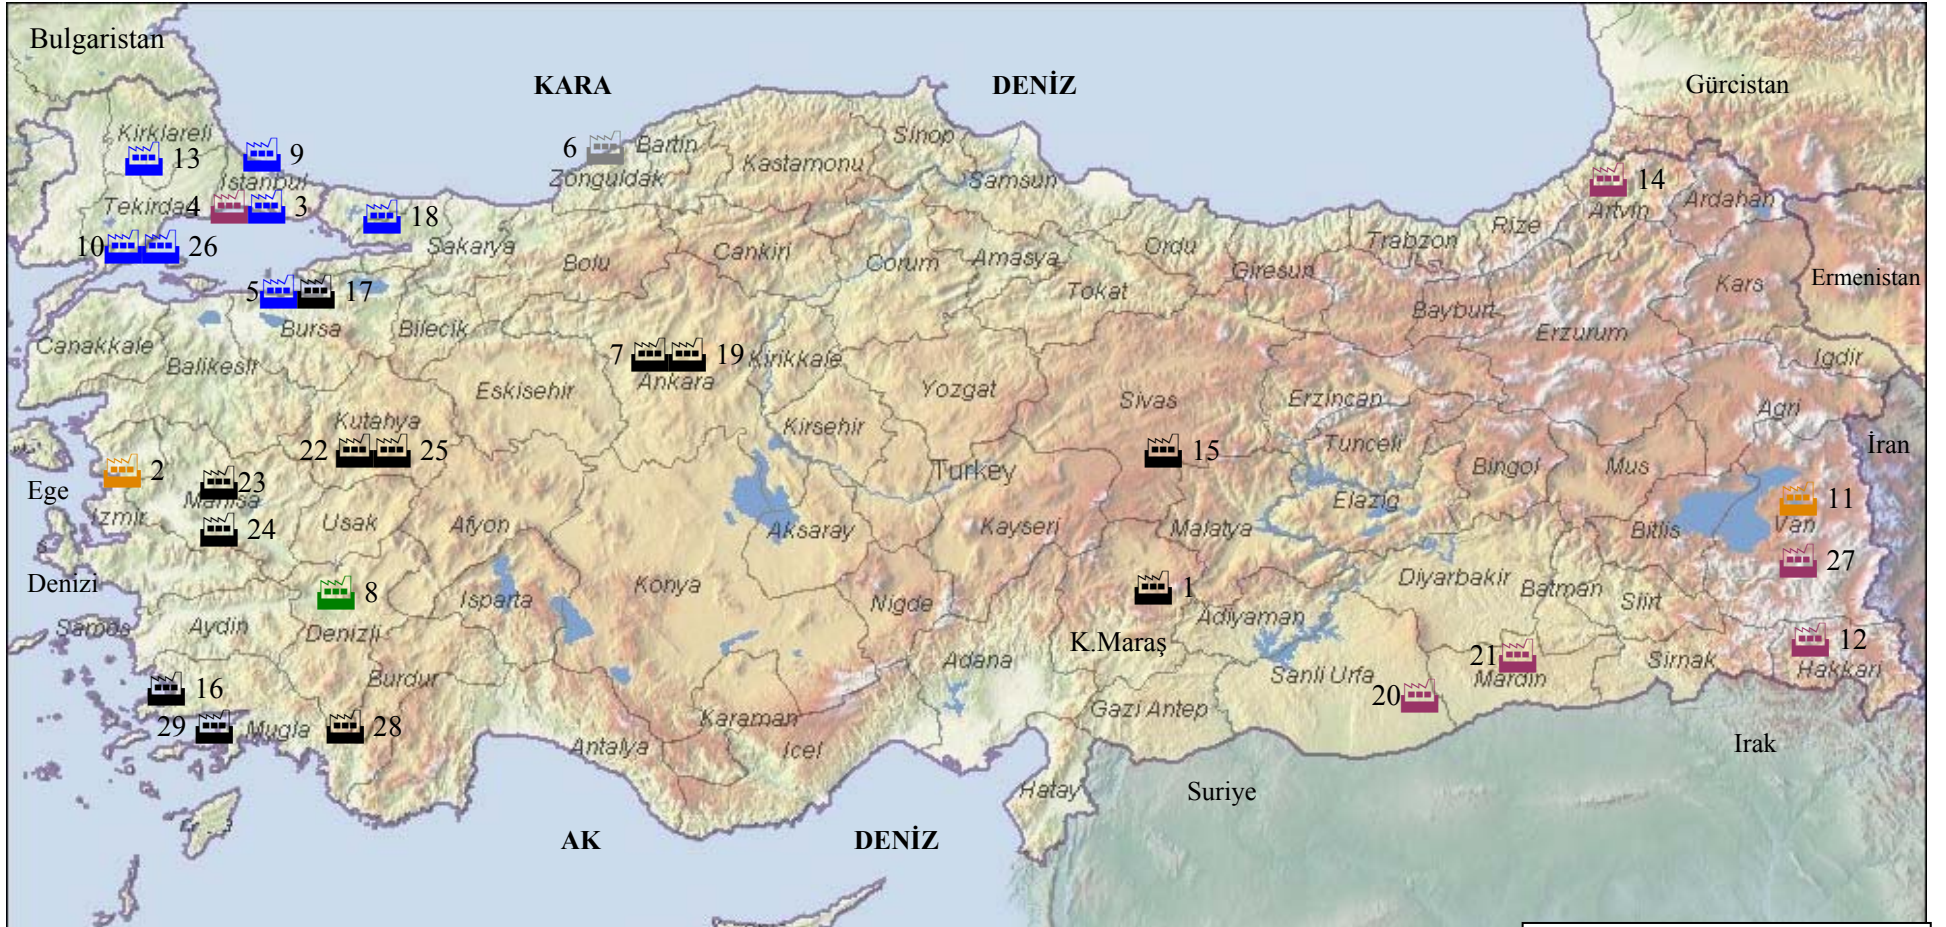 Bulgaristan
KARA DENİZ
Gürcistan
Kirklareli
13
9
6
Bartin
Zonguldak
Kastamonu
Sinop
Samsun
14
Artvin
Ardahan
Istanbul
Tekirda
4
3
18
Sakarya
Rize
Trabzon
Ordu
Giresun
10
26
Bolu
Cankiri
Corum
Amasya
Tokat
Kars
Ermenistan
5
17
Bursa
Bilecik
Bayburt
Erzurum
Canakkale
Balikesir
7
19
Kirikkale
Ankara
Igdir
Eskisehir
Yozgat
Sivas
Erzincan
Agri
Kutahya
Kirsehir
Tunceli
İran
22
25
15
Turkey
Bingol
Mus
2
23
Ege
Manisa
Elazig
11
Izmir
24
Usak
Afyon
Aksaray
Kayseri
Malatya
Bitlis
Van
27
Denizi
8
Isparta
Konya
Nigde
1
Diyarbakir
Batman
Siirt
Samos
Aydin
Denizli
Adiyaman
K.Maraş
12
Adana
21
Mardin
Sirnak
Hakkari
16
Burdur
Sanli Urfa
20
29
Mugla
28
Karaman
Gazi Antep
Antalya
Icel
Irak
Hatay
Suriye
AK DENİZ